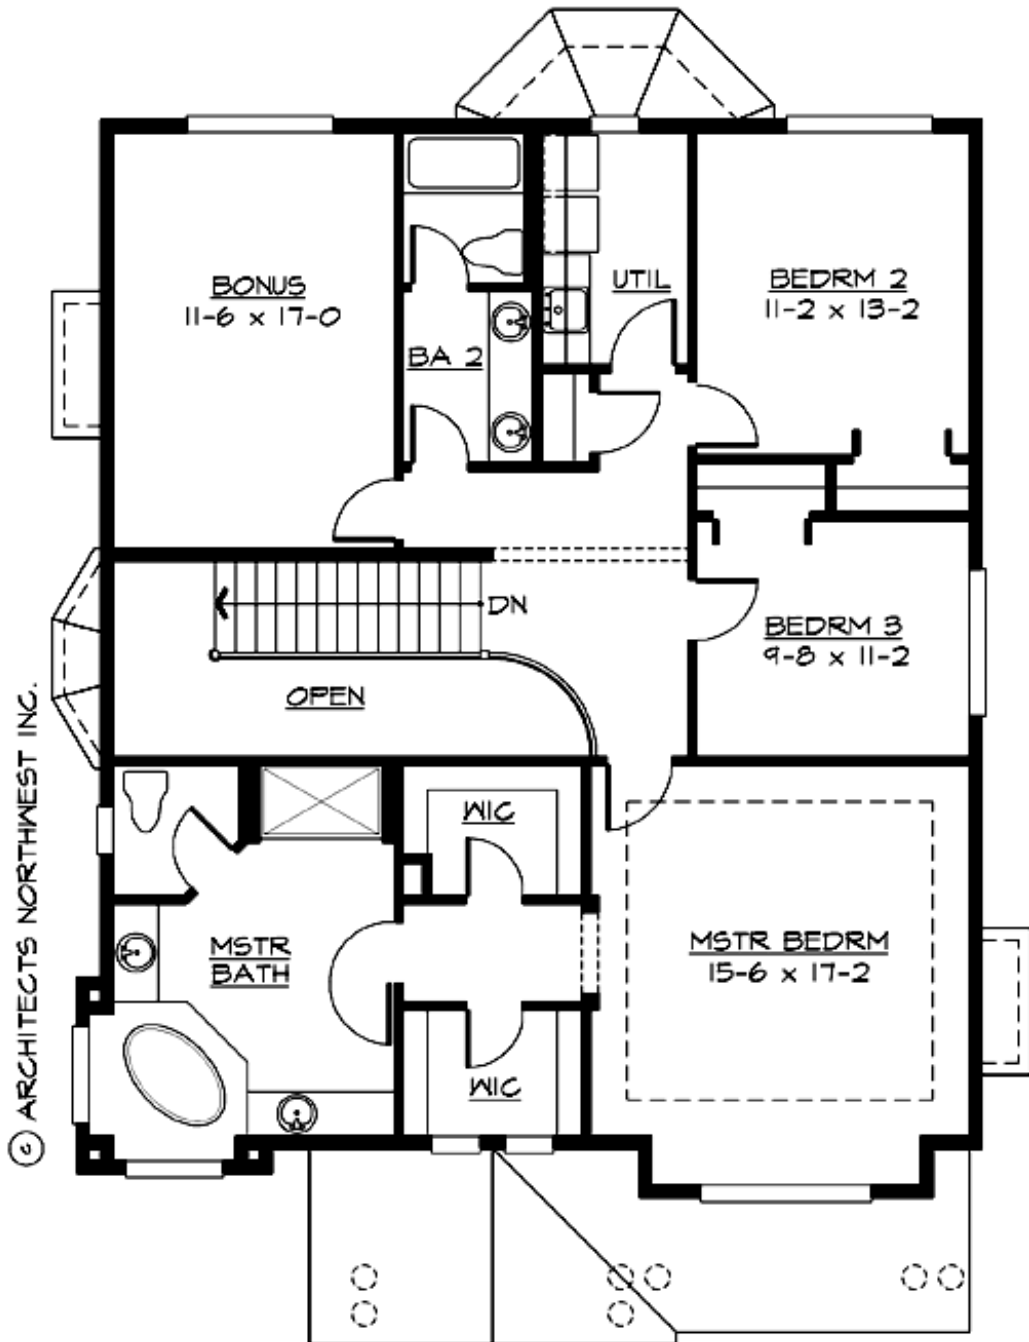 BONUS
11-6 x 17-0
BA 2
UTIL
BEDRM 2
11-2 x 13-2
DN
BEDRM 3
9-8 x 11-2
OPEN
WIC
MSTR
BATH
MSTR BEDRM
15-6 x 17-2
WIC
© ARCHITECTS NORTHWEST INC.